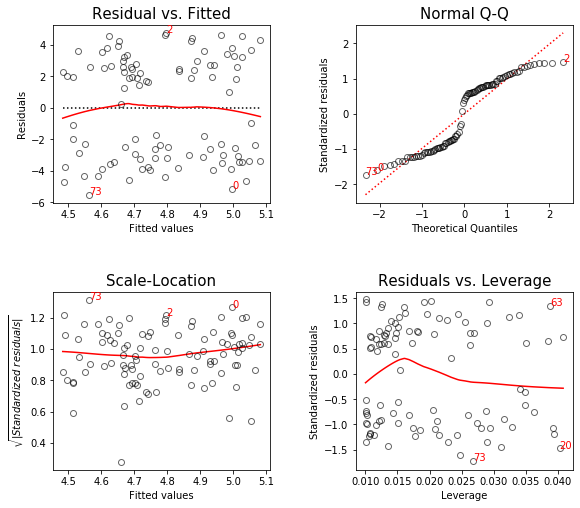 Residual vs. Fitted
Normal Q-Q
4
2
0
−2
−4
−6
Residuals
2
73
0
4.5 4.6 4.7 4.8 4.9 5.0 5.1
Fitted values
2
1
0
−1
−2
Standardized residuals
2
73
0
−2 −1 0 1 2
Theoretical Quantiles
Scale-Location
Residuals vs. Leverage
1.2
1.0
0.8
0.6
0.4
√|Standardized residuals|
73
2
0
4.5 4.6 4.7 4.8 4.9 5.0 5.1
Fitted values
1.5
1.0
0.5
0.0
−0.5
−1.0
−1.5
Standardized residuals
63
73
20
0.010 0.015 0.020 0.025 0.030 0.035 0.040
Leverage